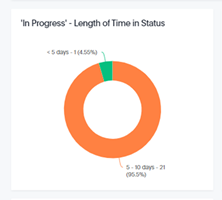 'In Progress' - Length of Time in Status
< 5 days - 1 (4.55%)
5 - 10 days - 21
(95.5%)